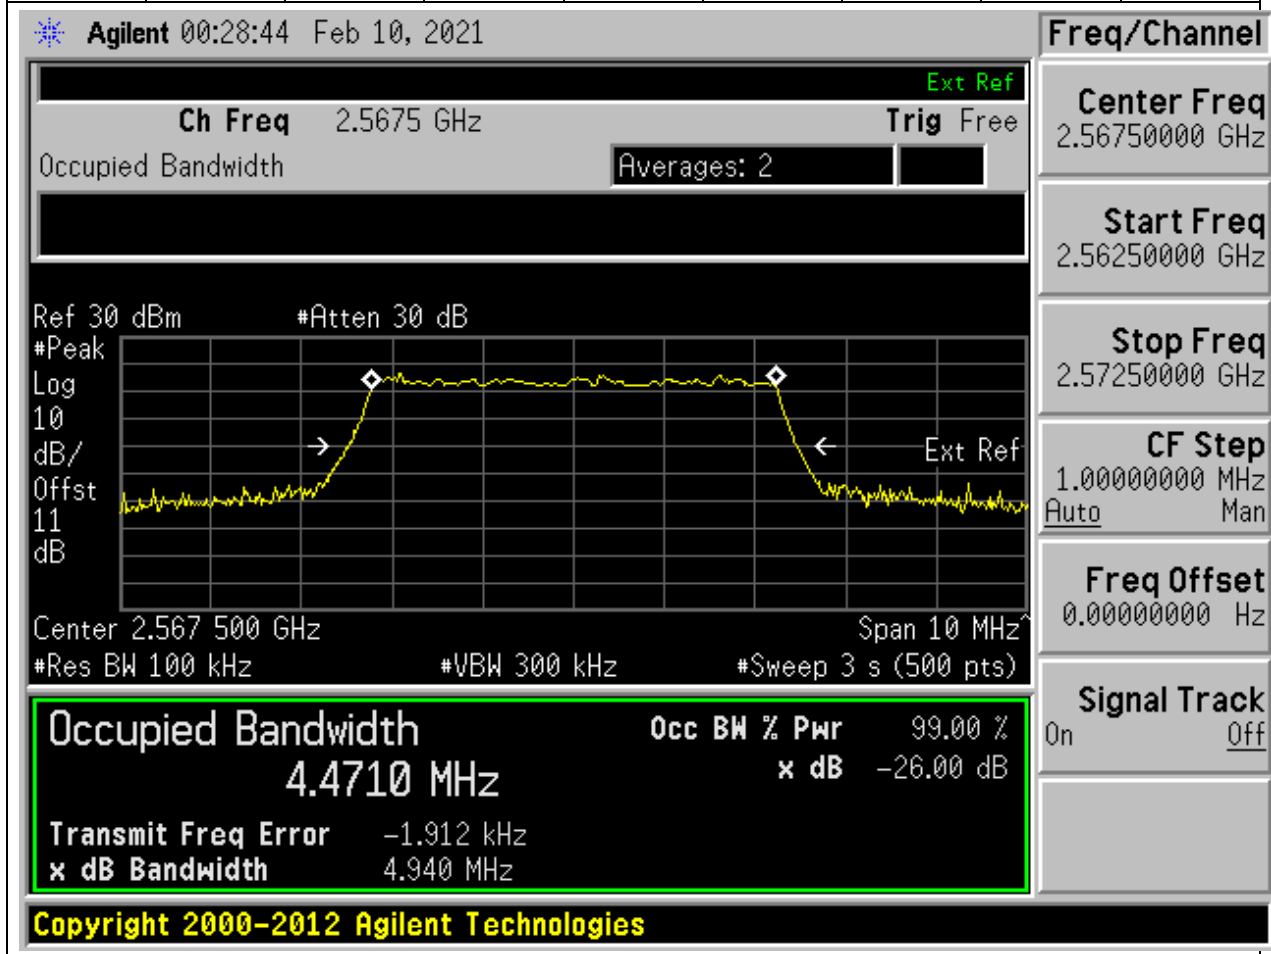 Agilent 00:28:44 Feb 10, 2021
Freq/Channel
Ext Ref
Ch Freq 2.5675 GHz Trig Free
Occupied Bandwidth Averages: 2
Ref 30 dBm #Atten 30 dB
#Peak
Log
10
dB/
Offst
11
dB
Ext Ref
Center 2.567 500 GHz Span 10 MHz^
#Res BW 100 kHz #VBW 300 kHz #Sweep 3 s (500 pts)
Occupied Bandwidth Occ BW % Pwr 99.00 %
4.4710 MHz x dB -26.00 dB
Transmit Freq Error -1.912 kHz
x dB Bandwidth 4.940 MHz
Copyright 2000-2012 Agilent Technologies
Center Freq
2.56750000 GHz
Start Freq
2.56250000 GHz
Stop Freq
2.57250000 GHz
CF Step
1.00000000 MHz
Auto Man
Freq Offset
0.00000000 Hz
Signal Track
On Off